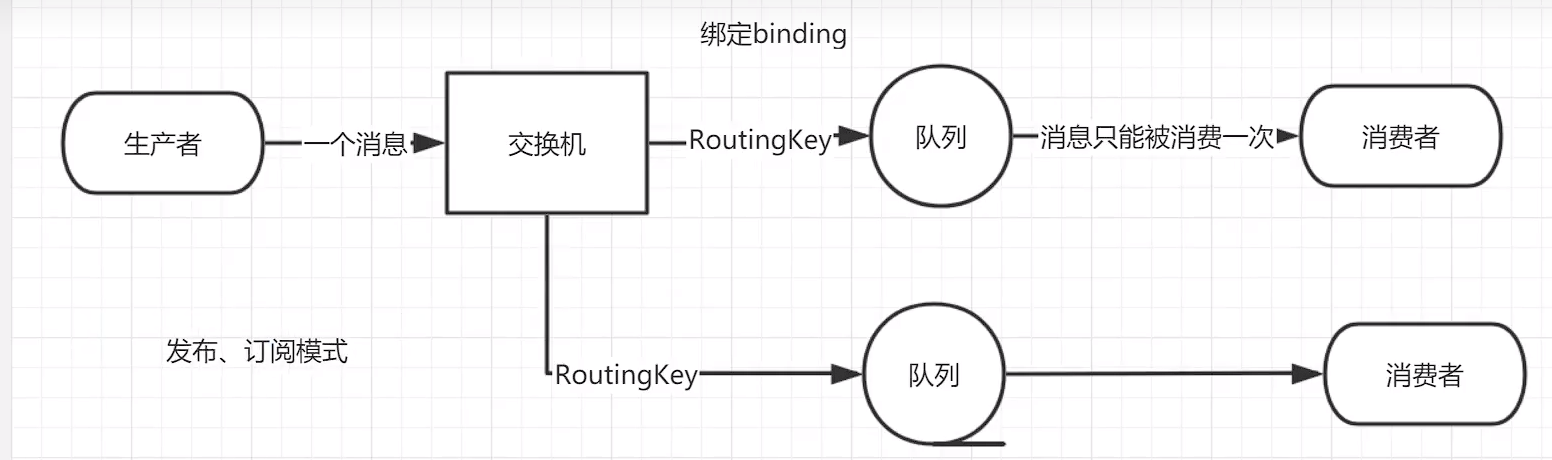 绑定binding
生产者
一个消息
交换机
RoutingKey
队列
消息只能被消费一次
消费者
发布、订阅模式
RoutingKey
队列
消费者